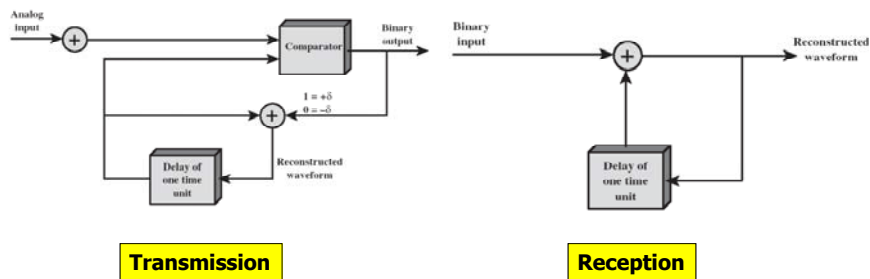 Analog
input
+
Comparator
Binary
output
1 = +δ
0 = –δ
+
Delay of
one time
unit
Reconstructed
waveform
Transmission
Binary
input
+
Reconstructed
waveform
Delay of
one time
unit
Reception